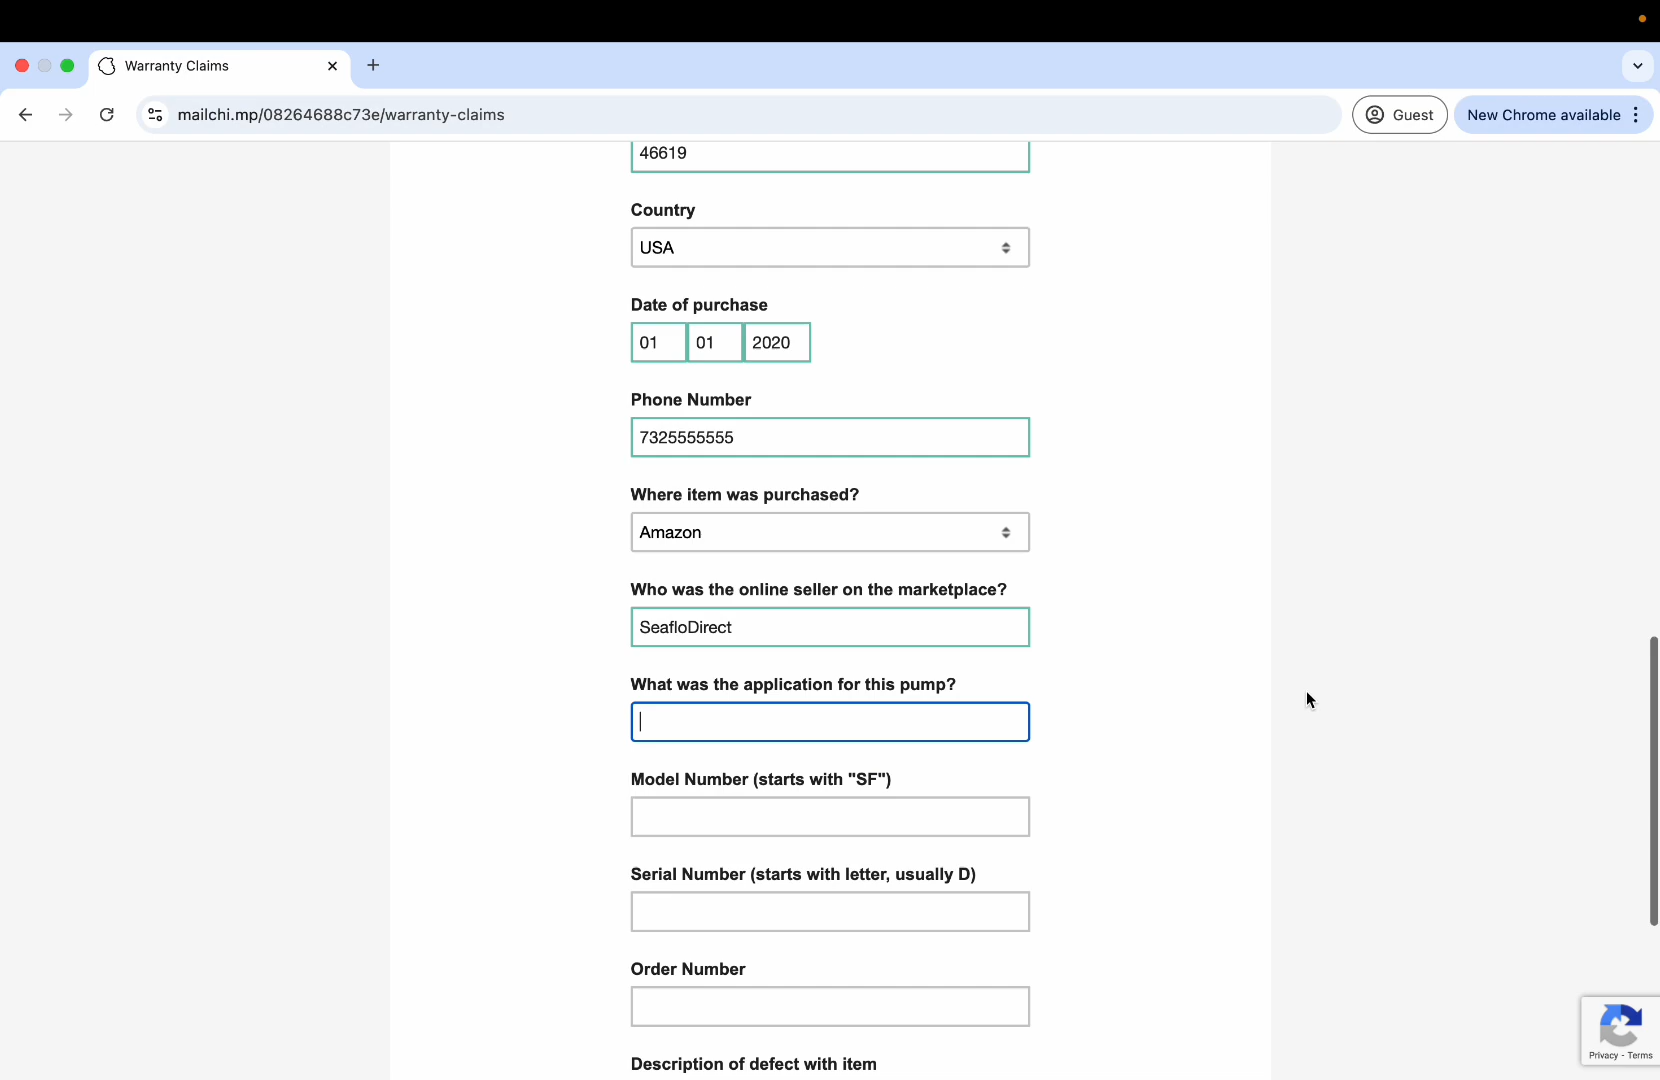 Warranty Claims
mailchi.mp/08264688c73e/warranty-claims
Guest
New Chrome available
46619
Country
USA
Date of purchase
01 01 2020
Phone Number
7325555555
Where item was purchased?
Amazon
Who was the online seller on the marketplace?
SeafloDirect
What was the application for this pump?
Model Number (starts with "SF")
Serial Number (starts with letter, usually D)
Order Number
Description of defect with item
Privacy - Terms